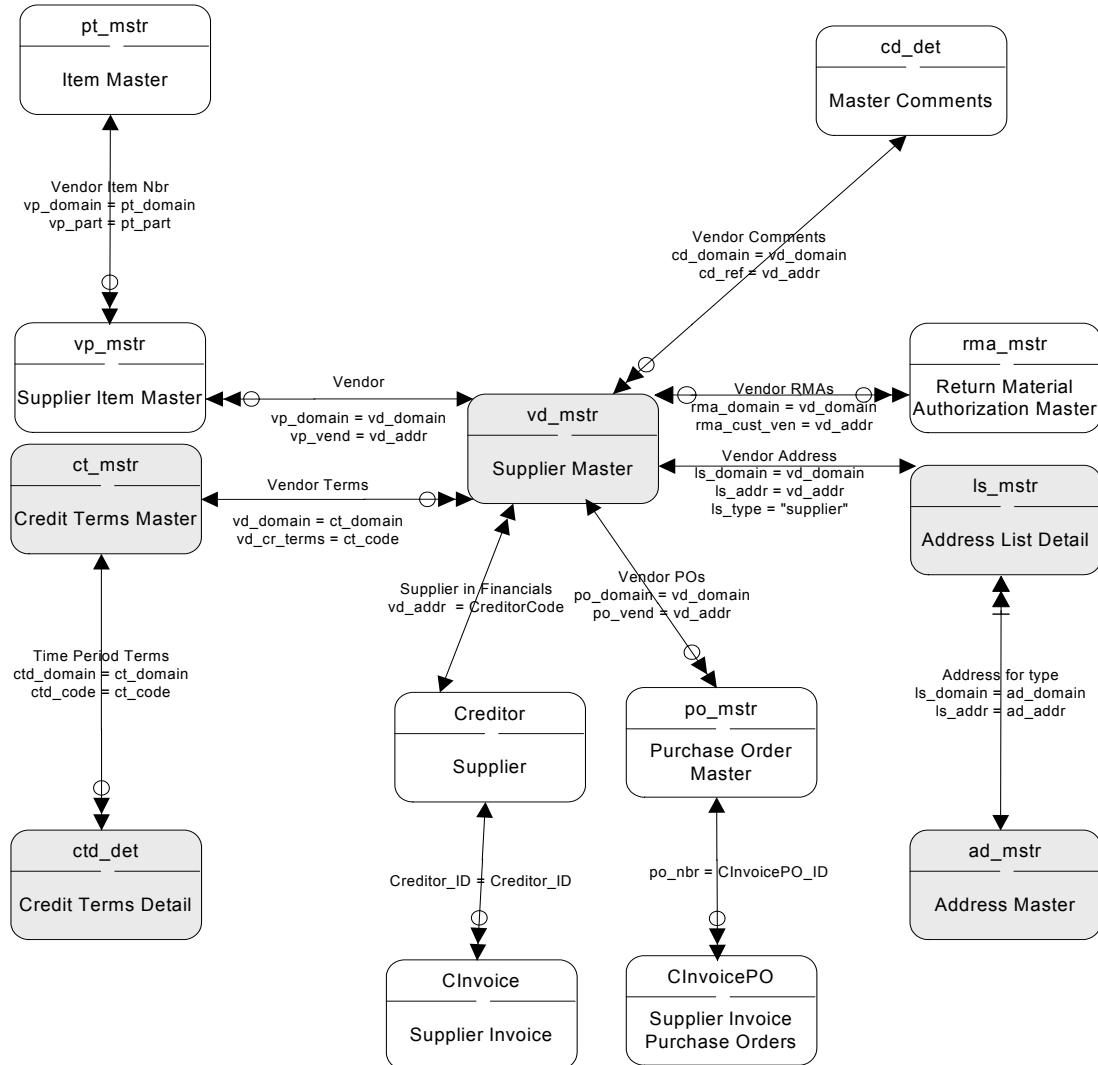 pt_mstr
Item Master
cd_det
Master Comments
Vendor Item Nbr
vp_domain = pt_domain
vp_part = pt_part
Vendor Comments
cd_domain = vd_domain
cd_ref = vd_addr
vp_mstr
Supplier Item Master
Vendor
vp_domain = vd_domain
vp_vend = vd_addr
vd_mstr
Supplier Master
Vendor RMAs
rma_domain = vd_domain
rma_cust_ven = vd_addr
rma_mstr
Return Material
Authorization Master
ct_mstr
Credit Terms Master
Vendor Terms
vd_domain = ct_domain
vd_cr_terms = ct_code
Vendor Address
ls_domain = vd_domain
ls_addr = vd_addr
ls_type = "supplier"
ls_mstr
Address List Detail
Supplier in Financials
vd_addr = CreditorCode
Vendor POs
po_domain = vd_domain
po_vend = vd_addr
Time Period Terms
ctd_domain = ct_domain
ctd_code = ct_code
Address for type
ls_domain = ad_domain
ls_addr = ad_addr
Creditor
Supplier
po_mstr
Purchase Order
Master
ctd_det
Credit Terms Detail
Creditor_ID = Creditor_ID
po_nbr = CInvoicePO_ID
ad_mstr
Address Master
CInvoice
Supplier Invoice
CInvoicePO
Supplier Invoice
Purchase Orders